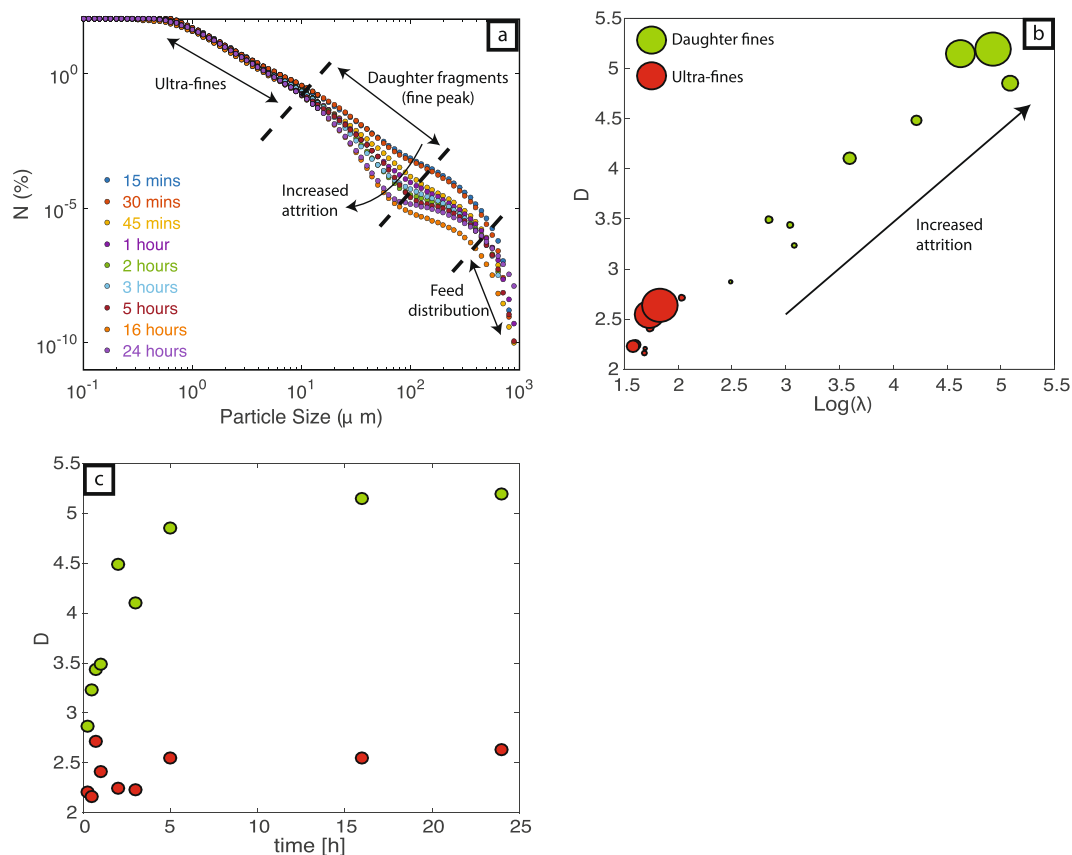 a
10^0
10^-5
10^-10
N (%)
Ultra-fines
Daughter fragments
(fine peak)
Increased
attrition
Feed
distribution
15 mins
30 mins
45 mins
1 hour
2 hours
3 hours
5 hours
16 hours
24 hours
10^-1
10^0
10^1
10^2
10^3
Particle Size (μ m)
b
Daughter fines
Ultra-fines
5.5
5
4.5
4
3.5
3
2.5
2
D
Increased
attrition
1.5 2 2.5 3 3.5 4 4.5 5 5.5
Log(λ)
c
5.5
5
4.5
4
3.5
3
2.5
2
D
0 5 10 15 20 25
time [h]